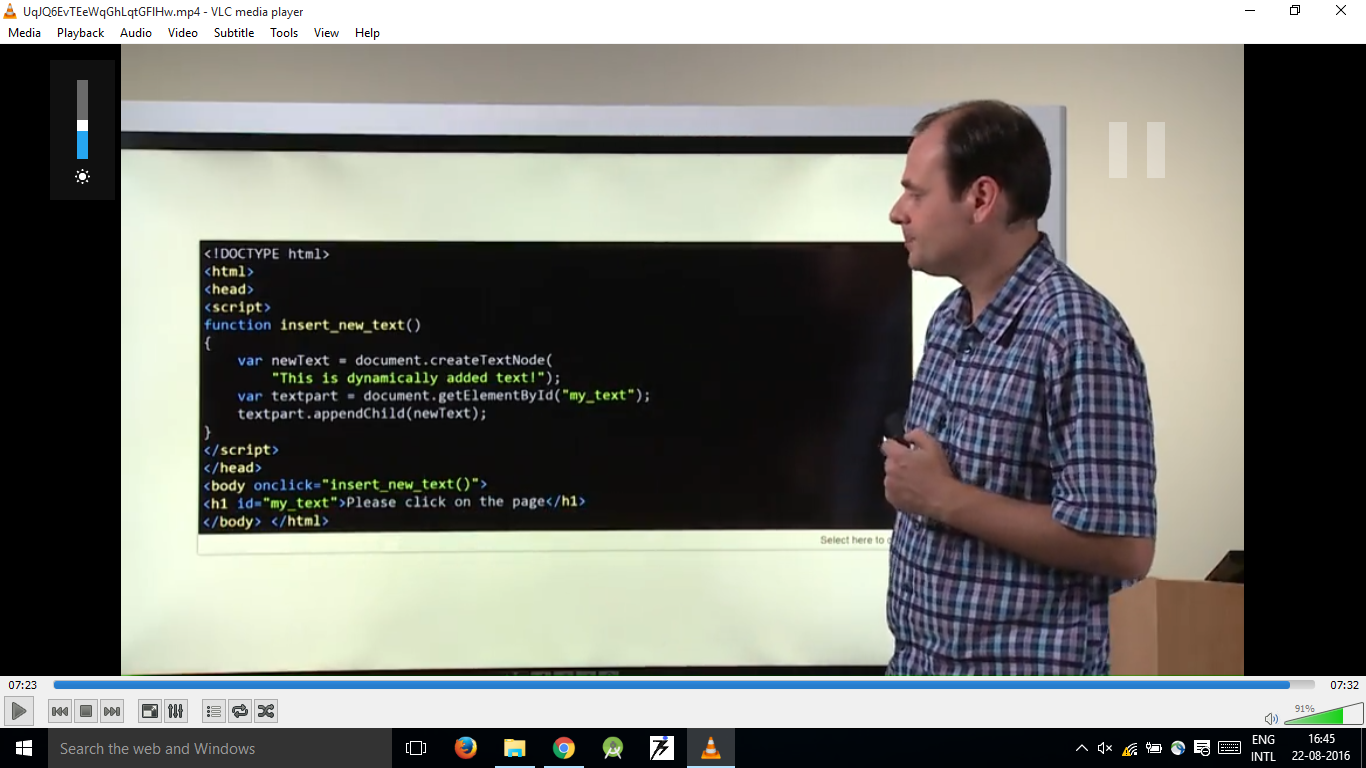 UqJQ6EvTEeWqGhLqtGFIHw.mp4 - VLC media player
Media Playback Audio Video Subtitle Tools View Help
<!DOCTYPE html>
<html>
<head>
<script>
function insert_new_text()
{
var newText = document.createTextNode(
"This is dynamically added text!");
var textpart = document.getElementById("my_text");
textpart.appendChild(newText);
}
</script>
</head>
<body onclick="insert_new_text()">
<h1 id="my_text">Please click on the page</h1>
</body> </html>
Select here to
07:23
07:32
91%
Search the web and Windows
ENG
INTL
16:45
22-08-2016